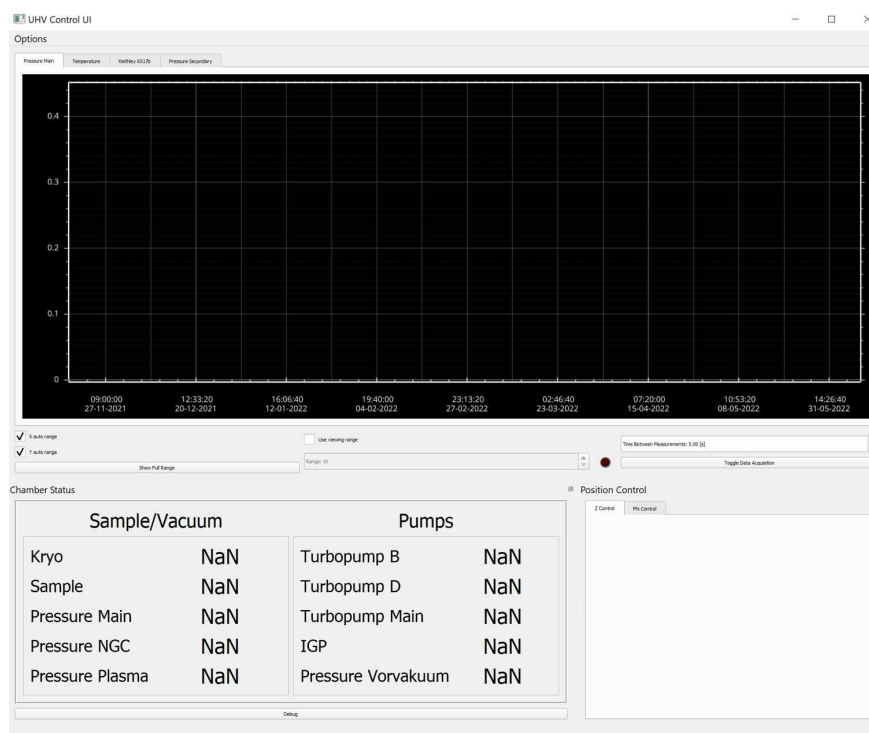 UHV Control UI
Options
Pressure Main Temperature Keithley 6517b Pressure Secondary
0.4
0.3
0.2
0.1
0
09:00:00 12:33:20 16:06:40 19:40:00 23:13:20 02:46:40 07:20:00 10:53:20 14:26:40
27-11-2021 20-12-2021 12-01-2022 04-02-2022 27-02-2022 23-03-2022 15-04-2022 08-05-2022 31-05-2022
X auto range
Y auto range
Show Full Range
Use viewing range
Range: 1h
Time Between Measurements: 5.00 [s]
Toggle Data Acquisition
Chamber Status
Sample/Vacuum
Kryo NaN
Sample NaN
Pressure Main NaN
Pressure NGC NaN
Pressure Plasma NaN
Pumps
Turbopump B NaN
Turbopump D NaN
Turbopump Main NaN
IGP NaN
Pressure Vorvakuum NaN
Debug
Position Control
Z Control Phi Control